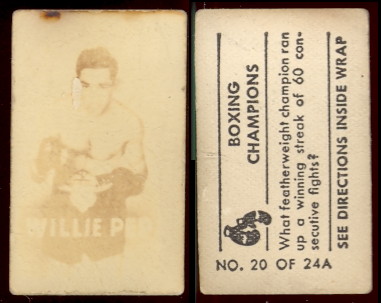 WILLIE PEP
BOXING
CHAMPIONS
What featherweight champion ran
up a winning streak of 60 con-
secutive fights?
SEE DIRECTIONS INSIDE WRAP
NO. 20 OF 24A